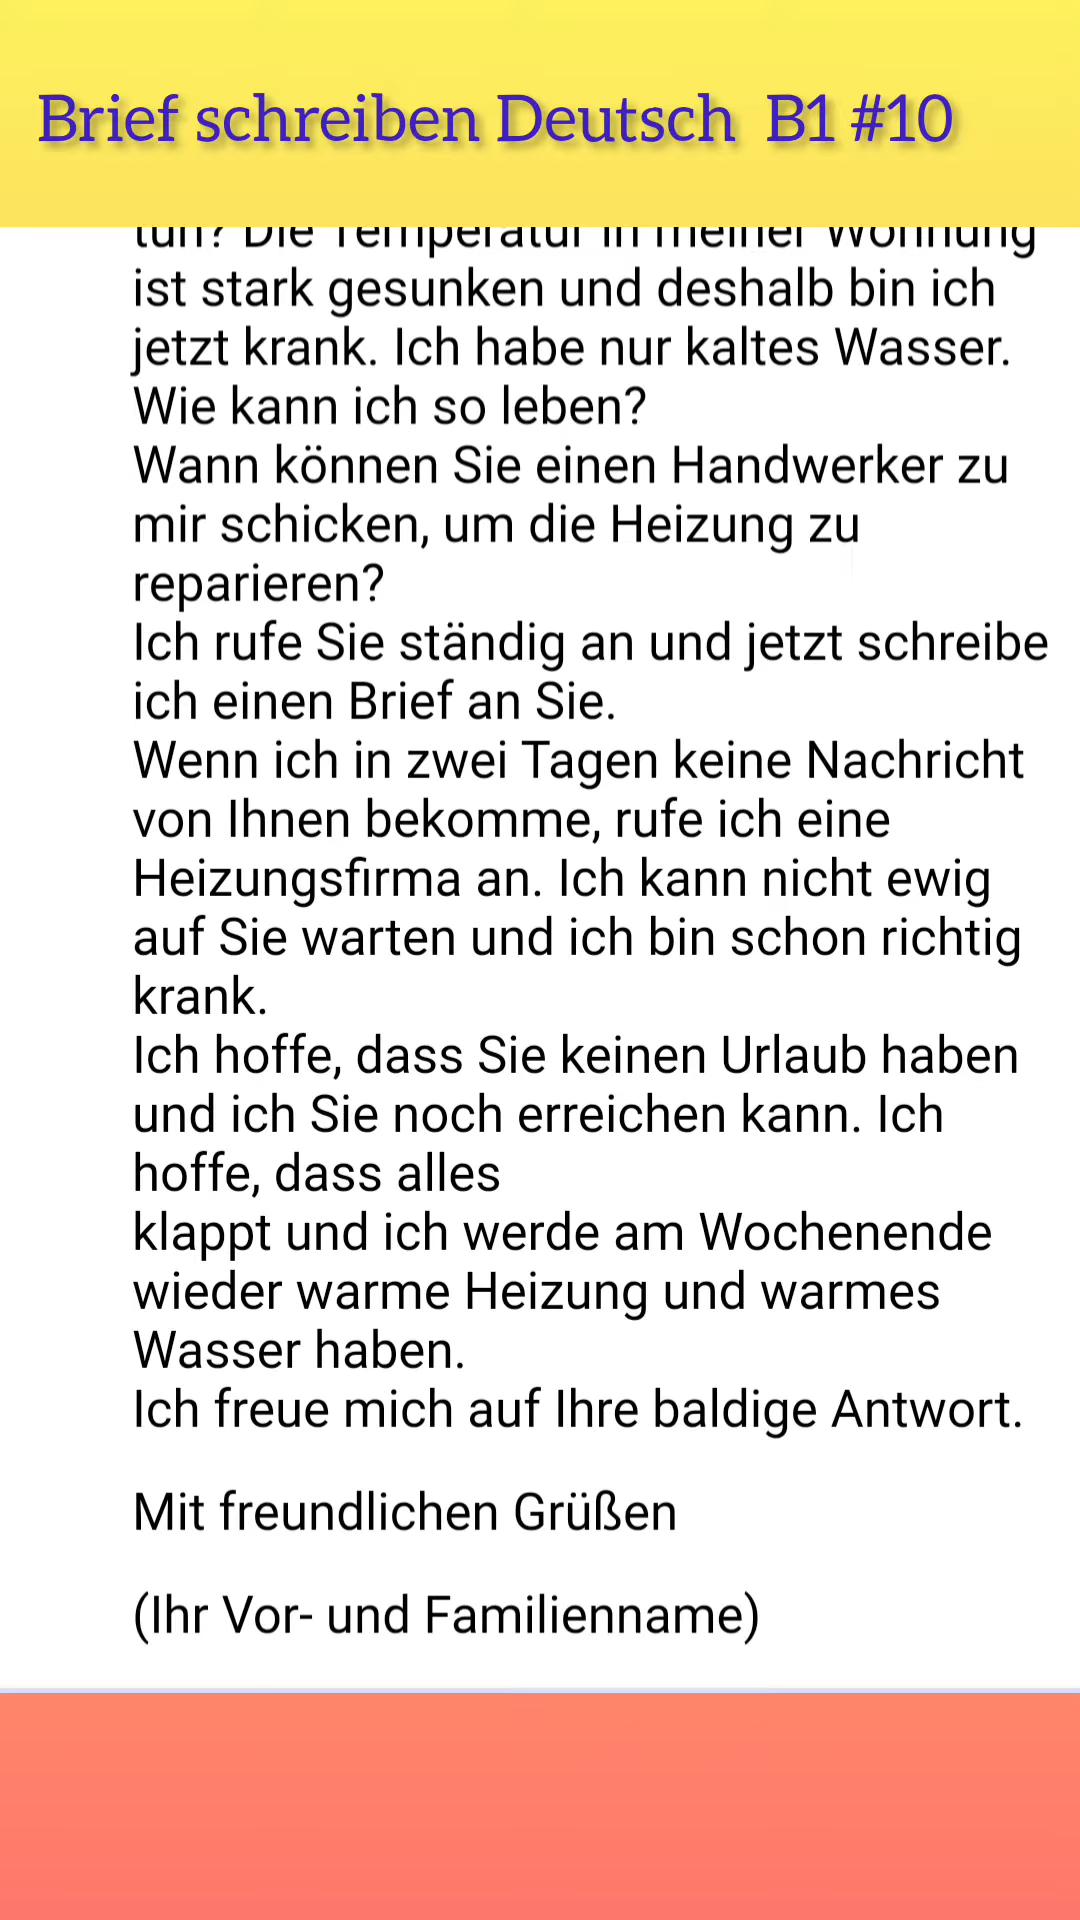 Brief schreiben Deutsch B1 #10
tun? Die Temperatur in meiner Wohnung
ist stark gesunken und deshalb bin ich
jetzt krank. Ich habe nur kaltes Wasser.
Wie kann ich so leben?
Wann können Sie einen Handwerker zu
mir schicken, um die Heizung zu
reparieren?
Ich rufe Sie ständig an und jetzt schreibe
ich einen Brief an Sie.
Wenn ich in zwei Tagen keine Nachricht
von Ihnen bekomme, rufe ich eine
Heizungsfirma an. Ich kann nicht ewig
auf Sie warten und ich bin schon richtig
krank.
Ich hoffe, dass Sie keinen Urlaub haben
und ich Sie noch erreichen kann. Ich
hoffe, dass alles
klappt und ich werde am Wochenende
wieder warme Heizung und warmes
Wasser haben.
Ich freue mich auf Ihre baldige Antwort.
Mit freundlichen Grüßen
(Ihr Vor- und Familienname)